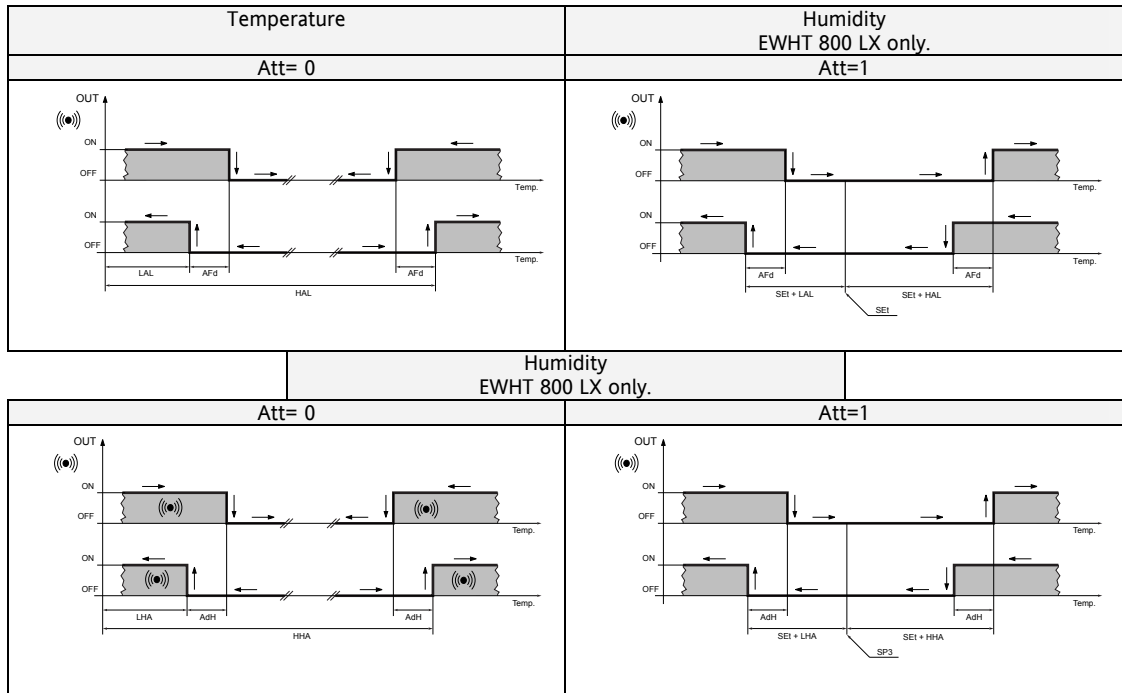 Temperature
Humidity
EWHT 800 LX only.
Att= 0
Att=1
OUT
ON
OFF
Temp.
ON
OFF
Temp.
LAL
AFd
AFd
HAL
OUT
ON
OFF
Temp.
ON
OFF
Temp.
AFd
AFd
SEt + LAL
SEt + HAL
SEt
Humidity
EWHT 800 LX only.
Att= 0
Att=1
OUT
ON
OFF
Temp.
ON
OFF
Temp.
LHA
AdH
AdH
HHA
OUT
ON
OFF
Temp.
ON
OFF
Temp.
AdH
AdH
SEt + LHA
SEt + HHA
SP3